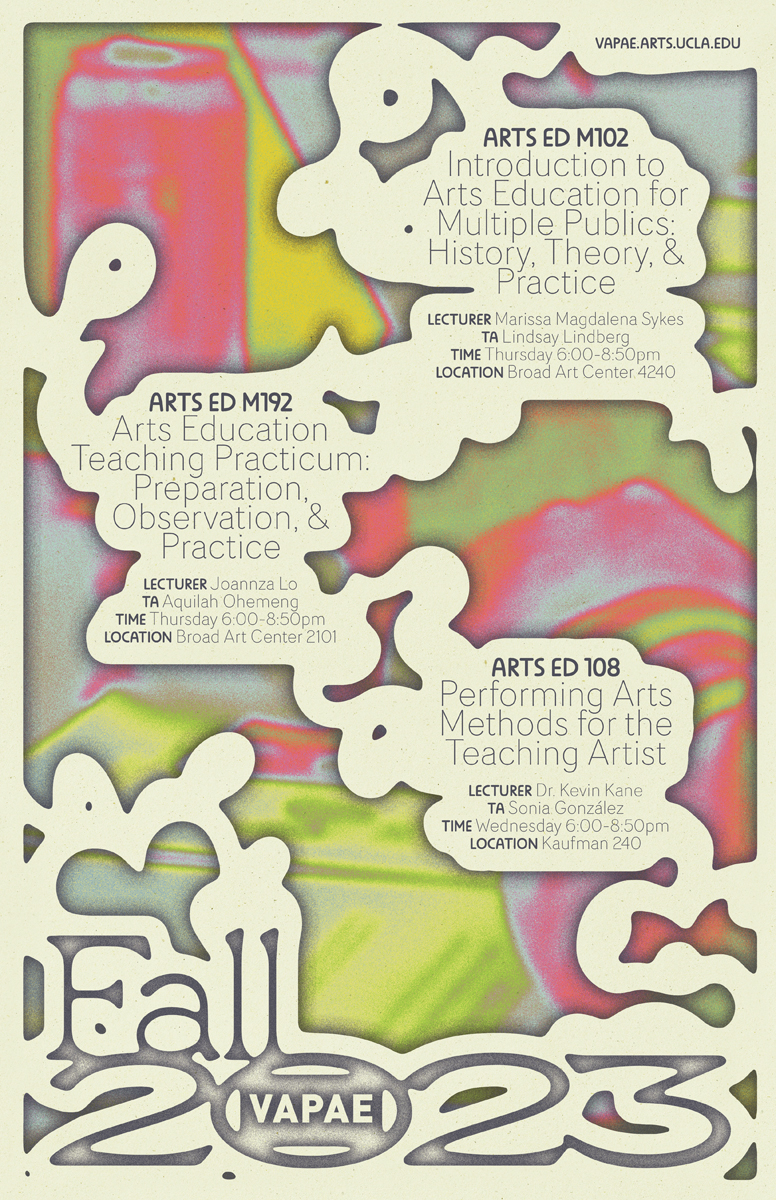 VAPAE.ARTS.UCLA.EDU
ARTS ED M102
Introduction to
Arts Education for
Multiple Publics:
History, Theory, &
Practice
LECTURER Marissa Magdalena Sykes
TA Lindsay Lindberg
TIME Thursday 6:00-8:50pm
LOCATION Broad Art Center 4240
ARTS ED M192
Arts Education
Teaching Practicum:
Preparation,
Observation, &
Practice
LECTURER Joannza Lo
TA Aquilah Ohemeng
TIME Thursday 6:00-8:50pm
LOCATION Broad Art Center 2101
ARTS ED 108
Performing Arts
Methods for the
Teaching Artist
LECTURER Dr. Kevin Kane
TA Sonia González
TIME Wednesday 6:00-8:50pm
LOCATION Kaufman 240
Fall
2023
VAPAE